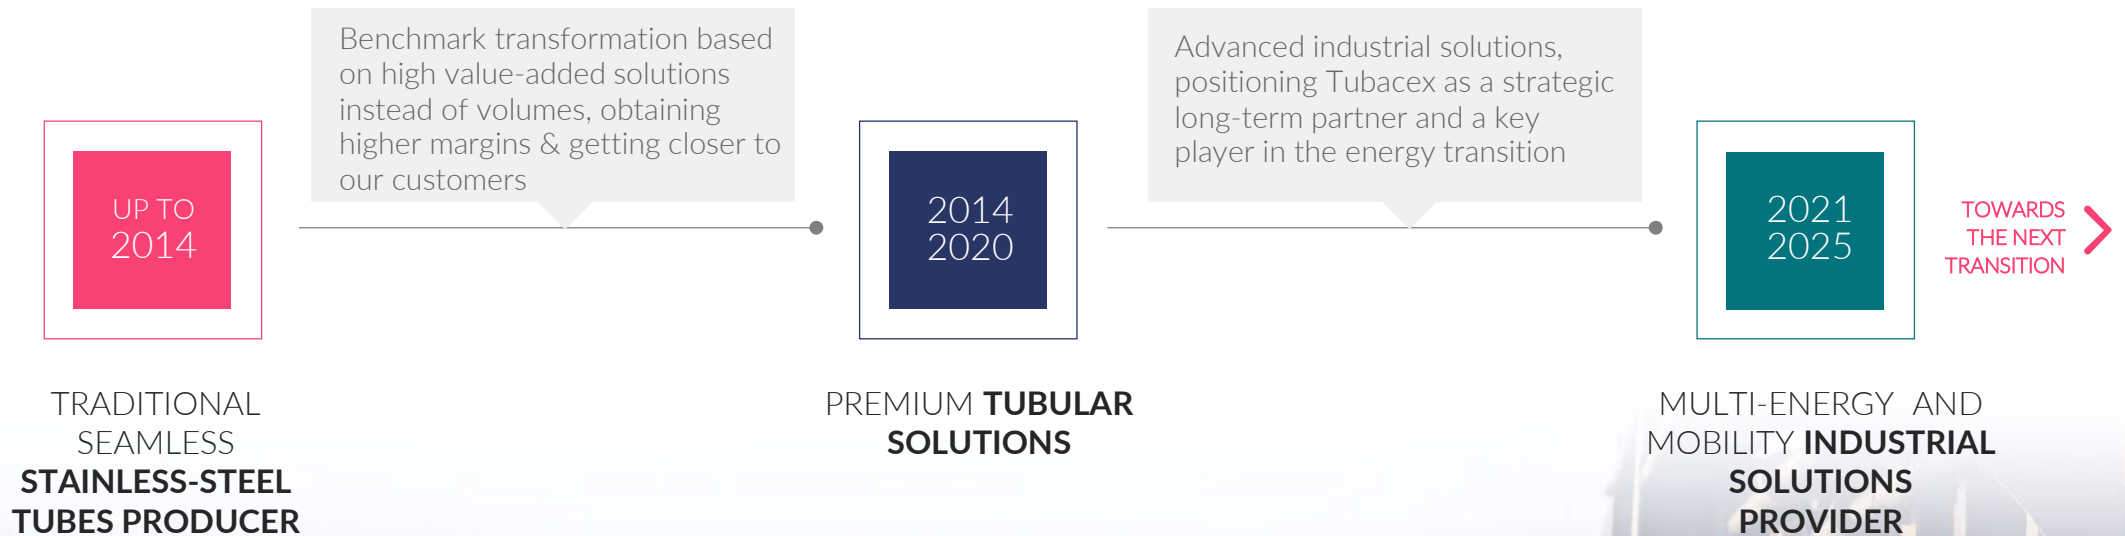 Benchmark transformation based
on high value-added solutions
instead of volumes, obtaining
higher margins & getting closer to
our customers
Advanced industrial solutions,
positioning Tubacex as a strategic
long-term partner and a key
player in the energy transition
UP TO
2014
2014
2020
2021
2025
TOWARDS
THE NEXT
TRANSITION
TRADITIONAL
SEAMLESS
STAINLESS-STEEL
TUBES PRODUCER
PREMIUM TUBULAR
SOLUTIONS
MULTI-ENERGY AND
MOBILITY INDUSTRIAL
SOLUTIONS
PROVIDER